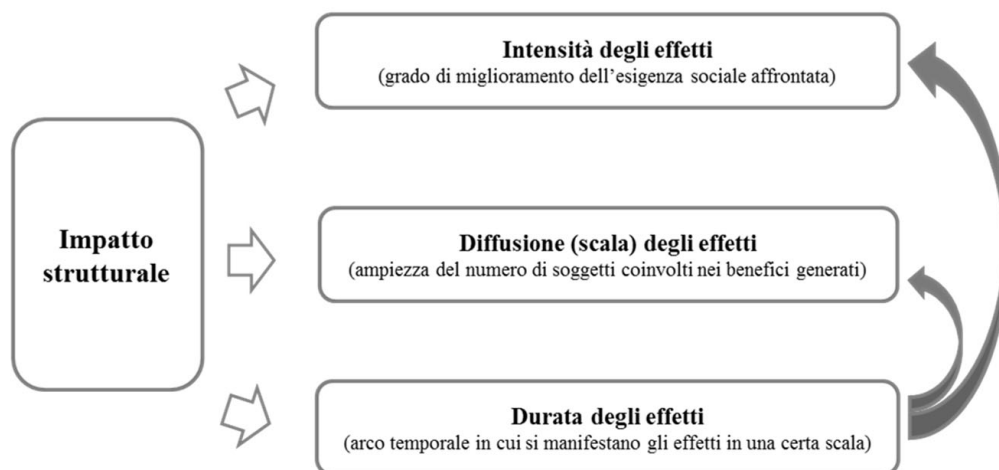 Intensità degli effetti
(grado di miglioramento dell’esigenza sociale affrontata)
Impatto
strutturale
Diffusione (scala) degli effetti
(ampiezza del numero di soggetti coinvolti nei benefici generati)
Durata degli effetti
(arco temporale in cui si manifestano gli effetti in una certa scala)